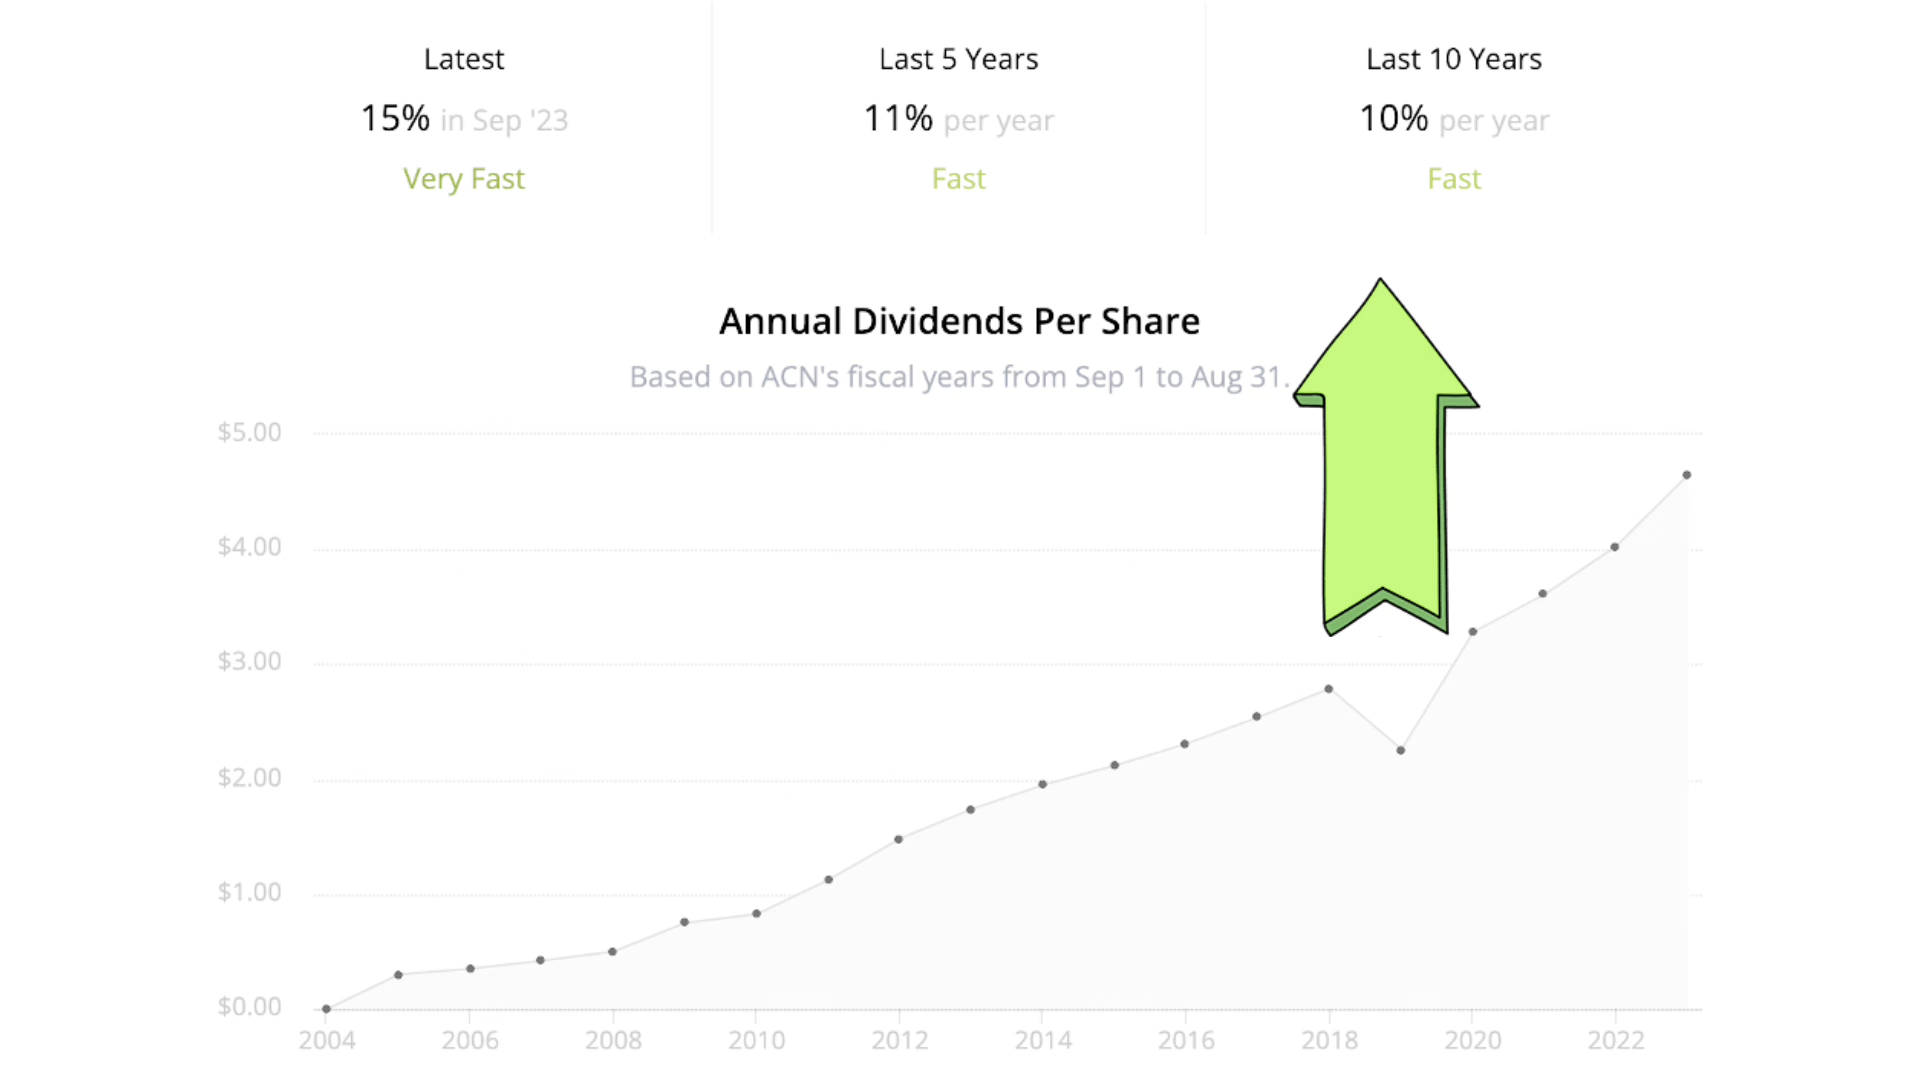 Latest
15% in Sep '23
Very Fast
Last 5 Years
11% per year
Fast
Last 10 Years
10% per year
Fast
Annual Dividends Per Share
Based on ACN's fiscal years from Sep 1 to Aug 31.
$5.00
$4.00
$3.00
$2.00
$1.00
$0.00
2004 2006 2008 2010 2012 2014 2016 2018 2020 2022